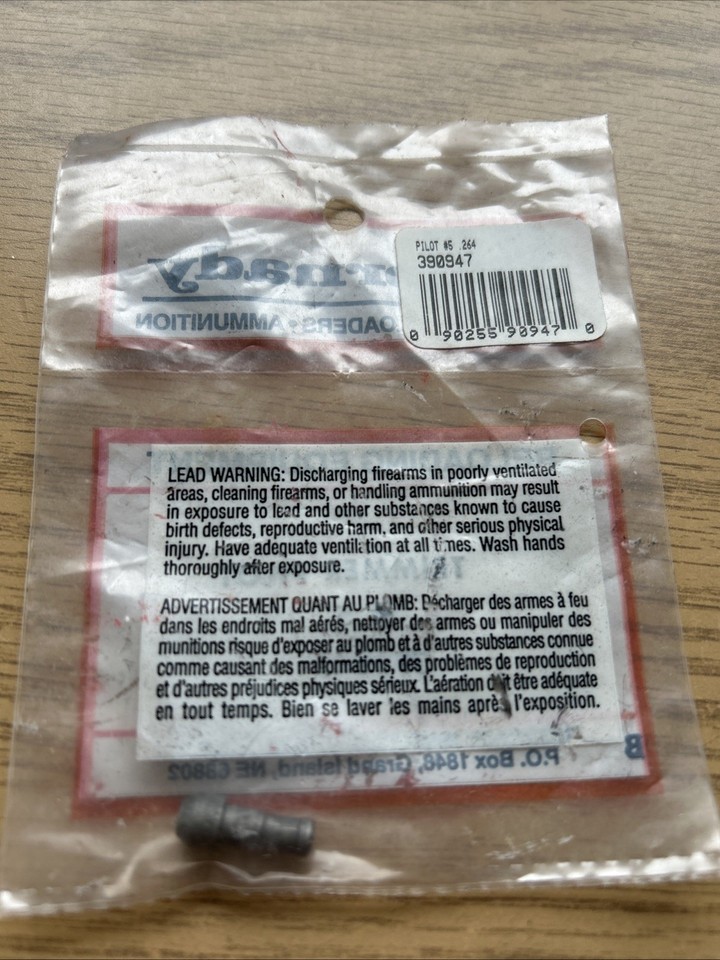 PILOT #5 .264
390947
0 90255 90947 0
rnady
OADERS • AMMUNITION
LEAD WARNING: Discharging firearms in poorly ventilated
areas, cleaning firearms, or handling ammunition may result
in exposure to lead and other substances known to cause
birth defects, reproductive harm, and other serious physical
injury. Have adequate ventilation at all times. Wash hands
thoroughly after exposure.
ADVERTISSEMENT QUANT AU PLOMB: Décharger des armes à feu
dans les endroits mal aérés, nettoyer des armes ou manipuler des
munitions risque d'exposer au plomb et à d'autres substances connue
comme causant des malformations, des problèmes de reproduction
et d'autres préjudices physiques sérieux. L'aération doit être adéquate
en tout temps. Bien se laver les mains après l'exposition.
P.O. Box 1848, Grand Island, NE 68802